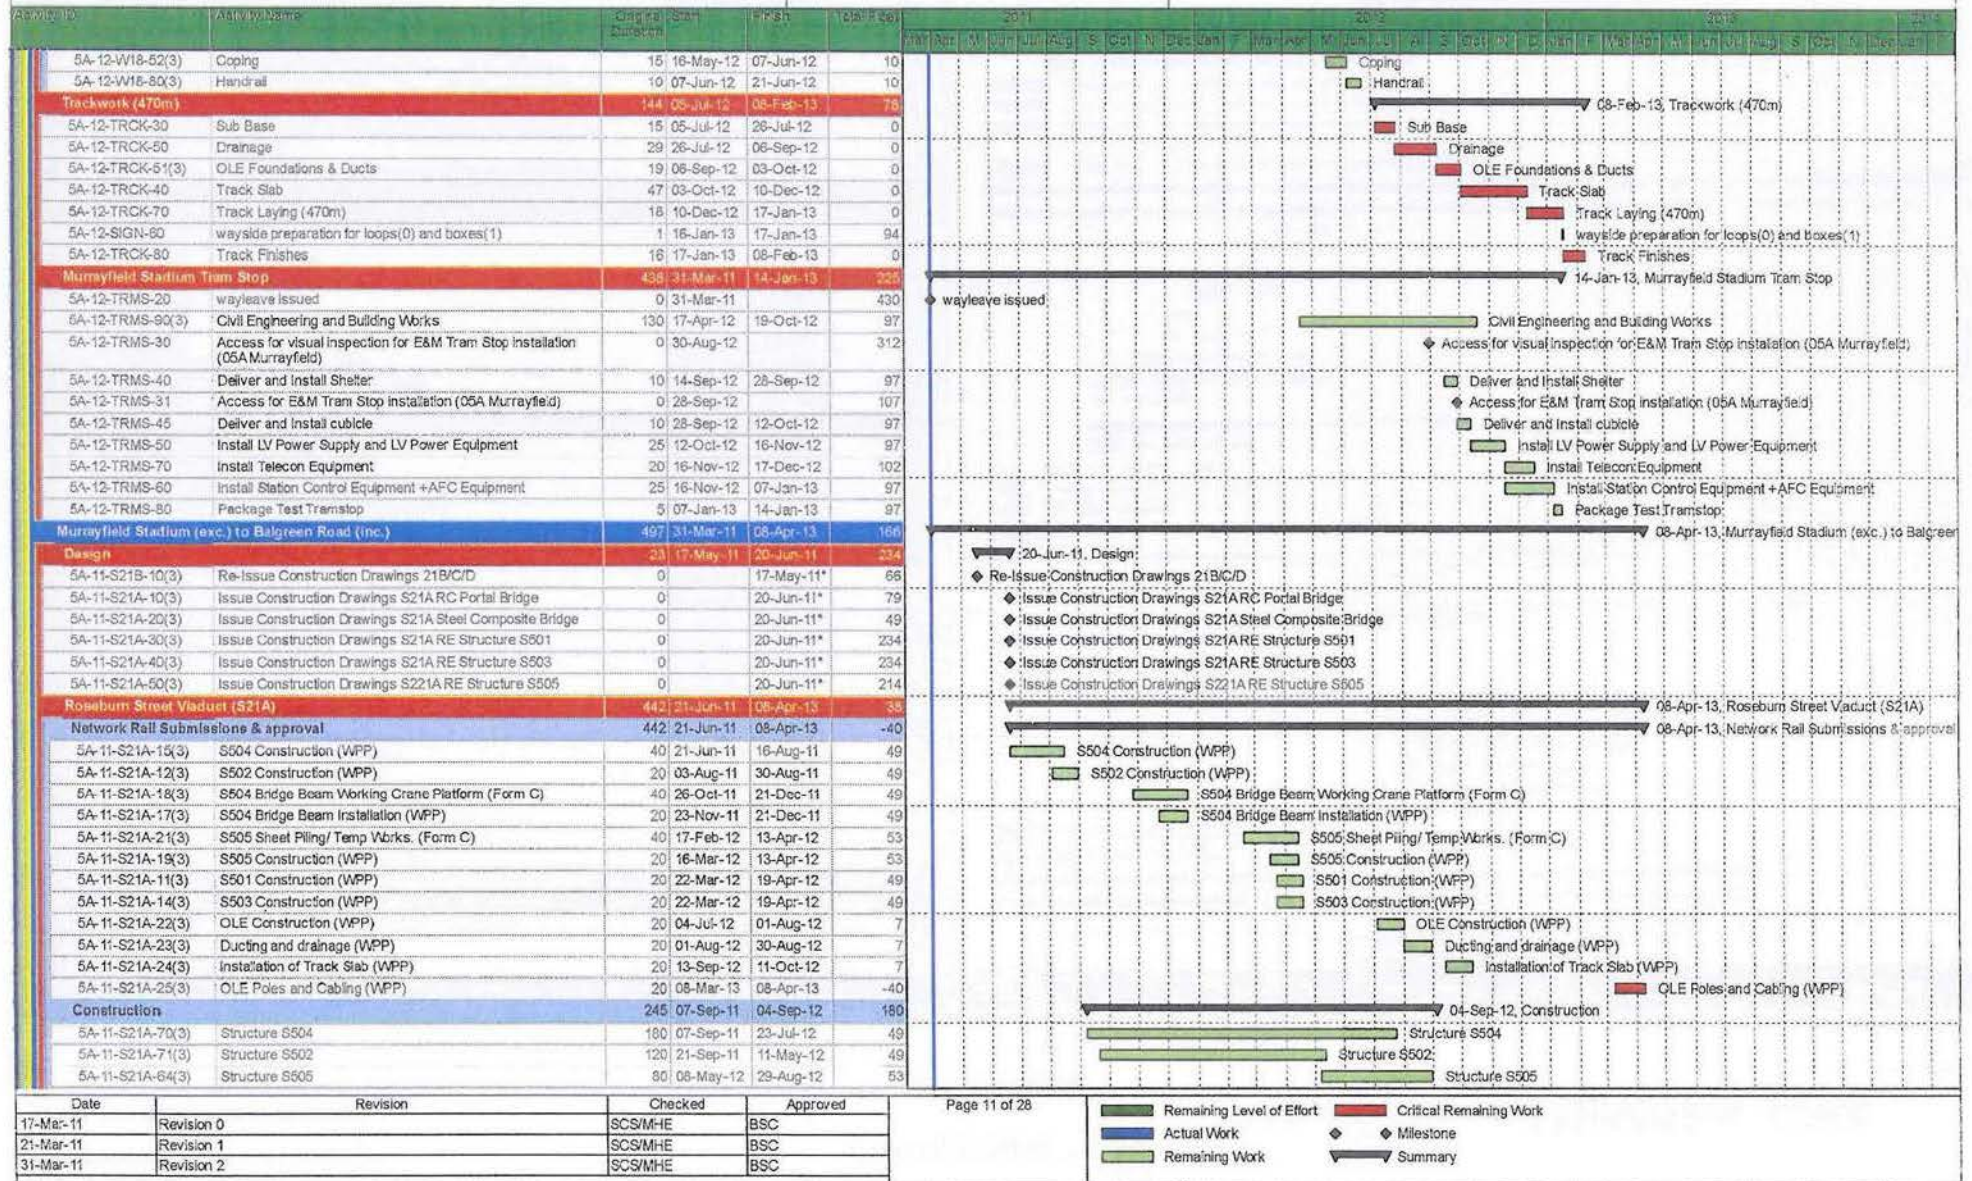 Activity ID Activity Name Original Duration Start Finish Total Float 2011 2012 2013 2014
5A-12-W18-52(3) Coping 15 16-May-12 07-Jun-12 10 Coping
5A-12-W18-80(3) Handrail 10 07-Jun-12 21-Jun-12 10 Handrail
Trackwork (470m) 144 05-Jul-12 08-Feb-13 78 08-Feb-13, Trackwork (470m)
5A-12-TRCK-30 Sub Base 15 05-Jul-12 26-Jul-12 0 Sub Base
5A-12-TRCK-50 Drainage 29 26-Jul-12 06-Sep-12 0 Drainage
5A-12-TRCK-51(3) OLE Foundations & Ducts 19 06-Sep-12 03-Oct-12 0 OLE Foundations & Ducts
5A-12-TRCK-40 Track Slab 47 03-Oct-12 10-Dec-12 0 Track Slab
5A-12-TRCK-70 Track Laying (470m) 18 10-Dec-12 17-Jan-13 0 Track Laying (470m)
5A-12-SIGN-60 wayside preparation for loops(0) and boxes(1) 1 16-Jan-13 17-Jan-13 94 wayside preparation for loops(0) and boxes(1)
5A-12-TRCK-80 Track Finishes 16 17-Jan-13 08-Feb-13 0 Track Finishes
Murrayfield Stadium Tram Stop 438 31-Mar-11 14-Jan-13 225 14-Jan-13, Murrayfield Stadium Tram Stop
5A-12-TRMS-20 wayleave issued 0 31-Mar-11 430 wayleave issued
5A-12-TRMS-90(3) Civil Engineering and Building Works 130 17-Apr-12 19-Oct-12 97 Civil Engineering and Building Works
5A-12-TRMS-30 Access for visual inspection for E&M Tram Stop installation (05A Murrayfield) 0 30-Aug-12 312 Access for visual inspection for E&M Tram Stop installation (05A Murrayfield)
5A-12-TRMS-40 Deliver and Install Shelter 10 14-Sep-12 28-Sep-12 97 Deliver and Install Shelter
5A-12-TRMS-31 Access for E&M Tram Stop installation (05A Murrayfield) 0 28-Sep-12 107 Access for E&M Tram Stop installation (05A Murrayfield)
5A-12-TRMS-45 Deliver and Install cubicle 10 28-Sep-12 12-Oct-12 97 Deliver and Install cubicle
5A-12-TRMS-50 Install LV Power Supply and LV Power Equipment 25 12-Oct-12 16-Nov-12 97 Install LV Power Supply and LV Power Equipment
5A-12-TRMS-70 Install Telecon Equipment 20 16-Nov-12 17-Dec-12 102 Install Telecon Equipment
5A-12-TRMS-60 Install Station Control Equipment +AFC Equipment 25 16-Nov-12 07-Jan-13 97 Install Station Control Equipment +AFC Equipment
5A-12-TRMS-80 Package Test Tramstop 5 07-Jan-13 14-Jan-13 97 Package Test Tramstop
Murrayfield Stadium (exc.) to Balgreen Road (inc.) 497 31-Mar-11 08-Apr-13 166 08-Apr-13, Murrayfield Stadium (exc.) to Balgreen
Design 23 17-May-11 20-Jun-11 234 20-Jun-11, Design
5A-11-S21B-10(3) Re-Issue Construction Drawings 21B/C/D 0 17-May-11* 66 Re-Issue Construction Drawings 21B/C/D
5A-11-S21A-10(3) Issue Construction Drawings S21A RC Portal Bridge 0 20-Jun-11* 79 Issue Construction Drawings S21A RC Portal Bridge
5A-11-S21A-20(3) Issue Construction Drawings S21A Steel Composite Bridge 0 20-Jun-11* 49 Issue Construction Drawings S21A Steel Composite Bridge
5A-11-S21A-30(3) Issue Construction Drawings S21A RE Structure S501 0 20-Jun-11* 234 Issue Construction Drawings S21A RE Structure S501
5A-11-S21A-40(3) Issue Construction Drawings S21A RE Structure S503 0 20-Jun-11* 234 Issue Construction Drawings S21A RE Structure S503
5A-11-S21A-50(3) Issue Construction Drawings S221A RE Structure S505 0 20-Jun-11* 214 Issue Construction Drawings S221A RE Structure S505
Roseburn Street Viaduct (S21A) 442 21-Jun-11 08-Apr-13 38 08-Apr-13, Roseburn Street Viaduct (S21A)
Network Rail Submissions & approval 442 21-Jun-11 08-Apr-13 -40 08-Apr-13, Network Rail Submissions & approval
5A-11-S21A-15(3) S504 Construction (WPP) 40 21-Jun-11 16-Aug-11 49 S504 Construction (WPP)
5A-11-S21A-12(3) S502 Construction (WPP) 20 03-Aug-11 30-Aug-11 49 S502 Construction (WPP)
5A-11-S21A-18(3) S504 Bridge Beam Working Crane Platform (Form C) 40 26-Oct-11 21-Dec-11 49 S504 Bridge Beam Working Crane Platform (Form C)
5A-11-S21A-17(3) S504 Bridge Beam Installation (WPP) 20 23-Nov-11 21-Dec-11 49 S504 Bridge Beam Installation (WPP)
5A-11-S21A-21(3) S505 Sheet Piling/ Temp Works. (Form C) 40 17-Feb-12 13-Apr-12 53 S505 Sheet Piling/ Temp Works. (Form C)
5A-11-S21A-19(3) S505 Construction (WPP) 20 16-Mar-12 13-Apr-12 53 S505 Construction (WPP)
5A-11-S21A-11(3) S501 Construction (WPP) 20 22-Mar-12 19-Apr-12 49 S501 Construction (WPP)
5A-11-S21A-14(3) S503 Construction (WPP) 20 22-Mar-12 19-Apr-12 49 S503 Construction (WPP)
5A-11-S21A-22(3) OLE Construction (WPP) 20 04-Jul-12 01-Aug-12 7 OLE Construction (WPP)
5A-11-S21A-23(3) Ducting and drainage (WPP) 20 01-Aug-12 30-Aug-12 7 Ducting and drainage (WPP)
5A-11-S21A-24(3) Installation of Track Slab (WPP) 20 13-Sep-12 11-Oct-12 7 Installation of Track Slab (WPP)
5A-11-S21A-25(3) OLE Poles and Cabling (WPP) 20 08-Mar-13 08-Apr-13 -40 OLE Poles and Cabling (WPP)
Construction 245 07-Sep-11 04-Sep-12 180 04-Sep-12, Construction
5A-11-S21A-70(3) Structure S504 180 07-Sep-11 23-Jul-12 49 Structure S504
5A-11-S21A-71(3) Structure S502 120 21-Sep-11 11-May-12 49 Structure S502
5A-11-S21A-64(3) Structure S505 80 08-May-12 29-Aug-12 53 Structure S505
Date Revision Checked Approved
17-Mar-11 Revision 0 SCS/MHE BSC
21-Mar-11 Revision 1 SCS/MHE BSC
31-Mar-11 Revision 2 SCS/MHE BSC
Page 11 of 28
Remaining Level of Effort Critical Remaining Work
Actual Work Milestone
Remaining Work Summary